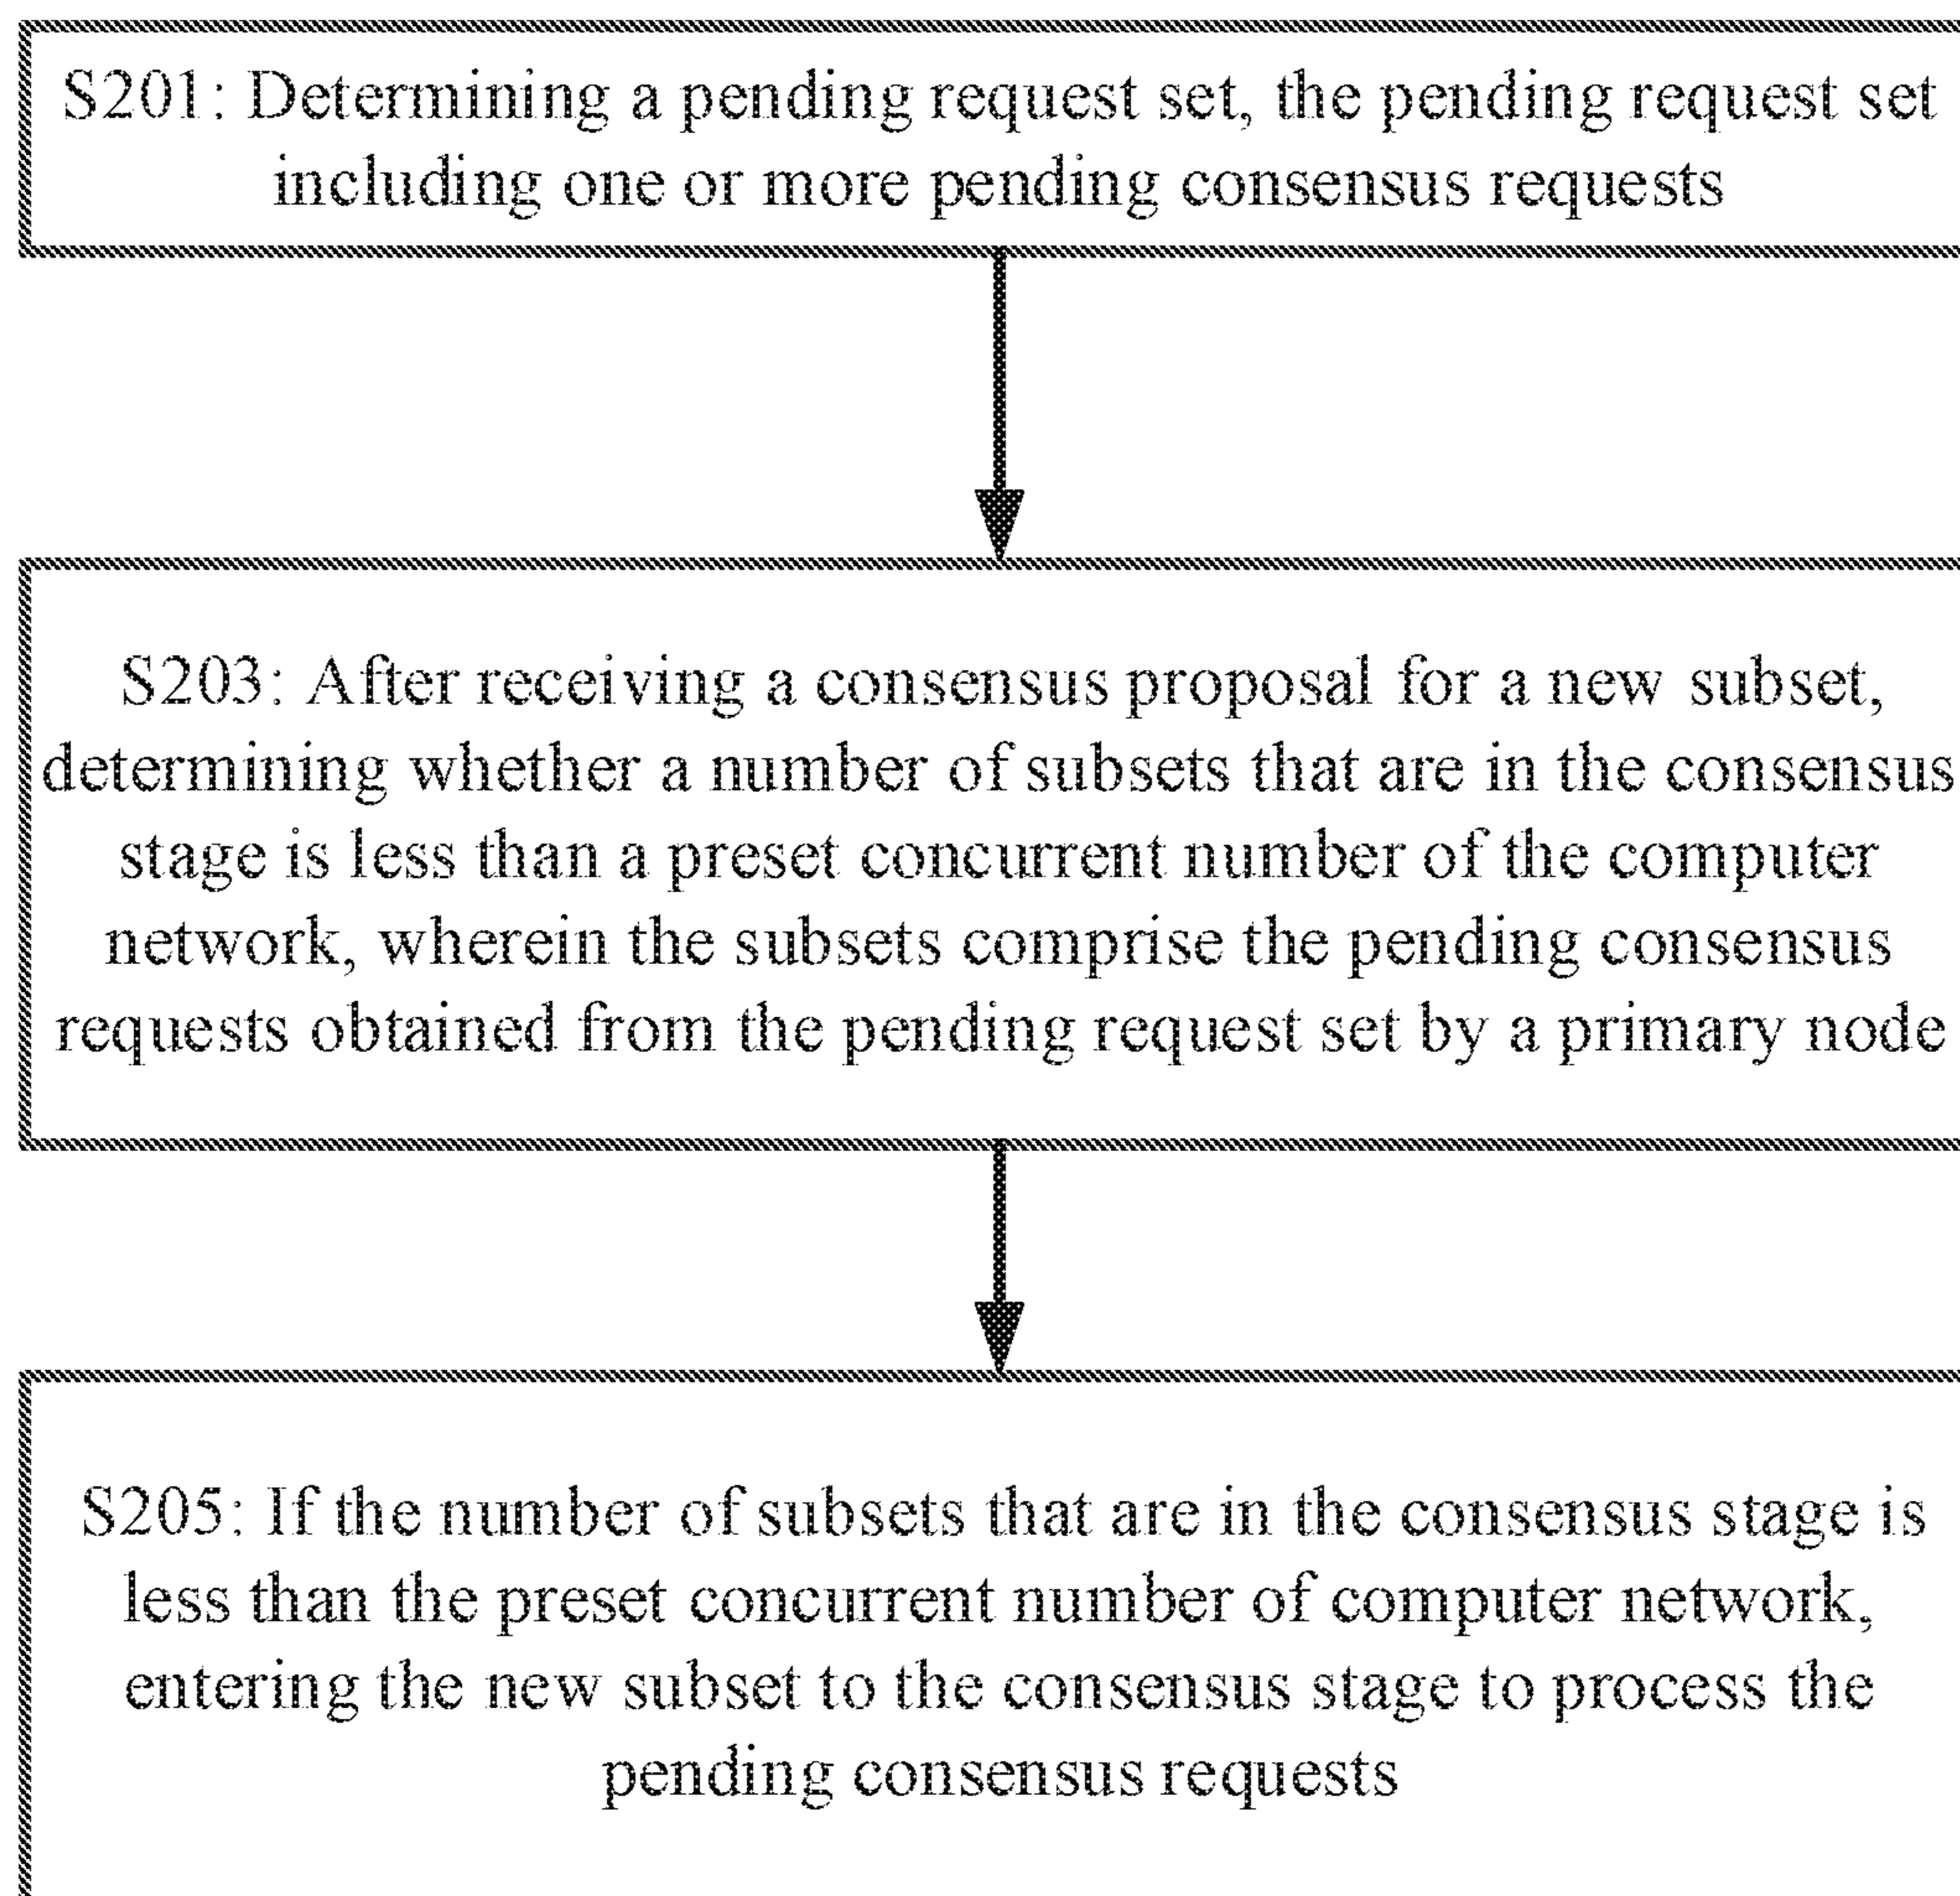 S201: Determining a pending request set, the pending request set
including one or more pending consensus requests
S203: After receiving a consensus proposal for a new subset,
determining whether a number of subsets that are in the consensus
stage is less than a preset concurrent number of the computer
network, wherein the subsets comprise the pending consensus
requests obtained from the pending request set by a primary node
S205: If the number of subsets that are in the consensus stage is
less than the preset concurrent number of computer network,
entering the new subset to the consensus stage to process the
pending consensus requests